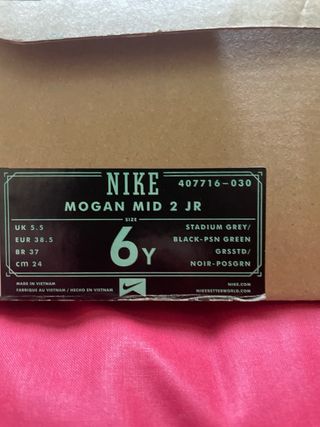 NIKE 407716-030
MOGAN MID 2 JR
SIZE
UK 5.5
EUR 38.5
BR 37
cm 24
6Y
STADIUM GREY/
BLACK-PSN GREEN
GRSSTD/
NOIR-POSGRN
MADE IN VIETNAM
FABRIQUE AU VIETNAM / HECHO EN VIETNAM
NIKE.COM
NIKEBETTERWORLD.COM